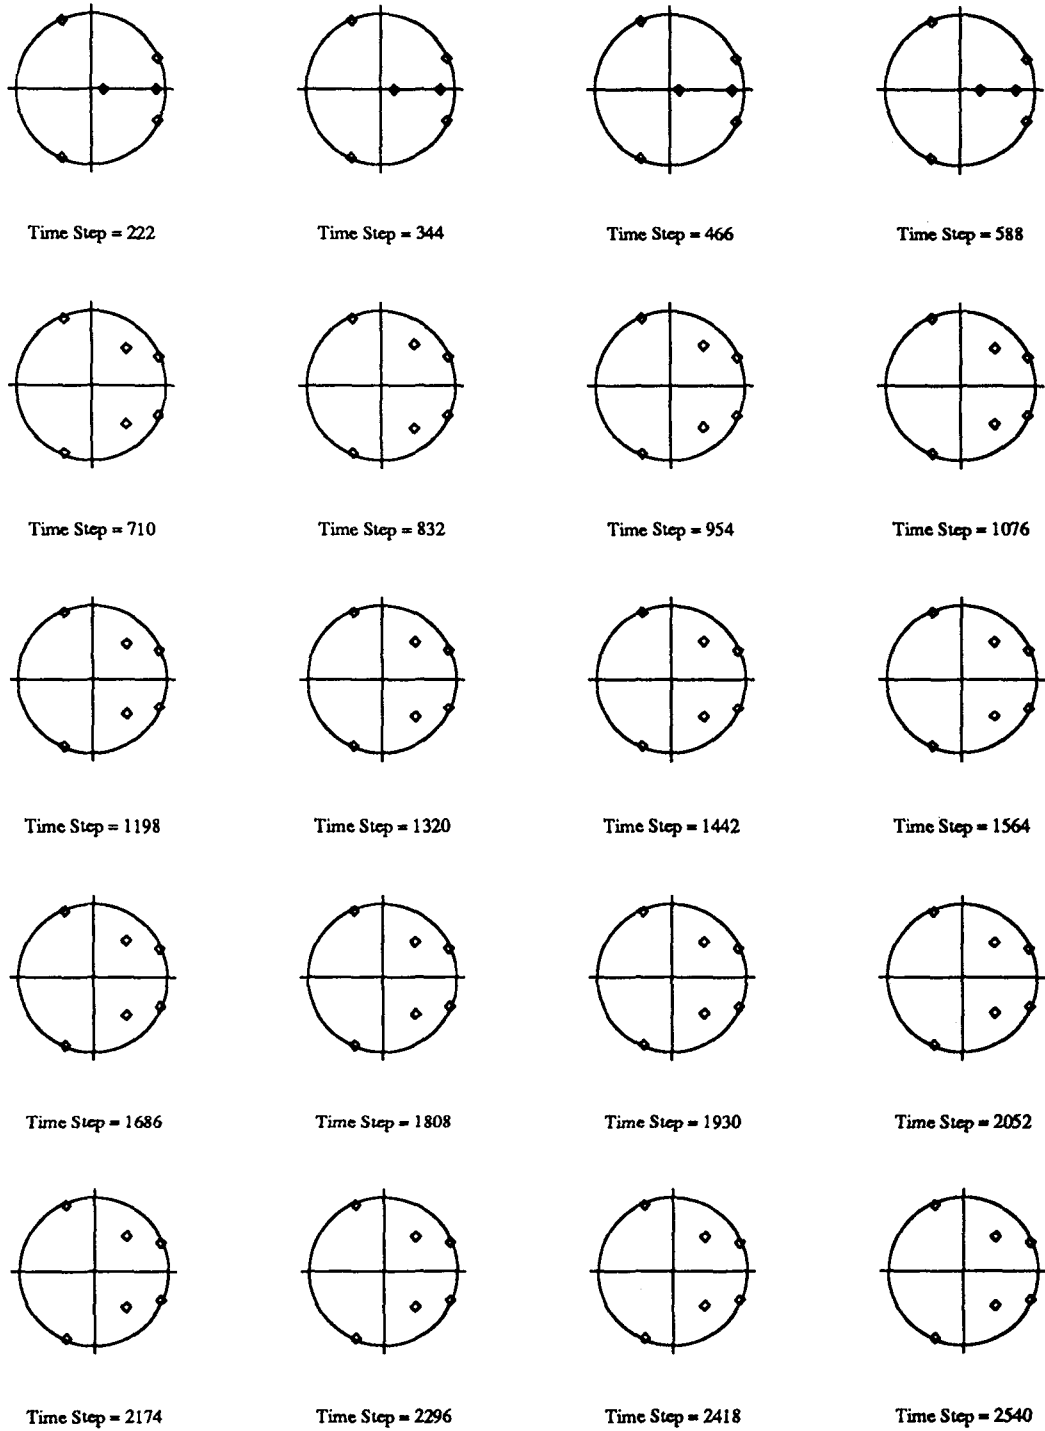 Time Step = 222
Time Step = 344
Time Step = 466
Time Step = 588
Time Step = 710
Time Step = 832
Time Step = 954
Time Step = 1076
Time Step = 1198
Time Step = 1320
Time Step = 1442
Time Step = 1564
Time Step = 1686
Time Step = 1808
Time Step = 1930
Time Step = 2052
Time Step = 2174
Time Step = 2296
Time Step = 2418
Time Step = 2540